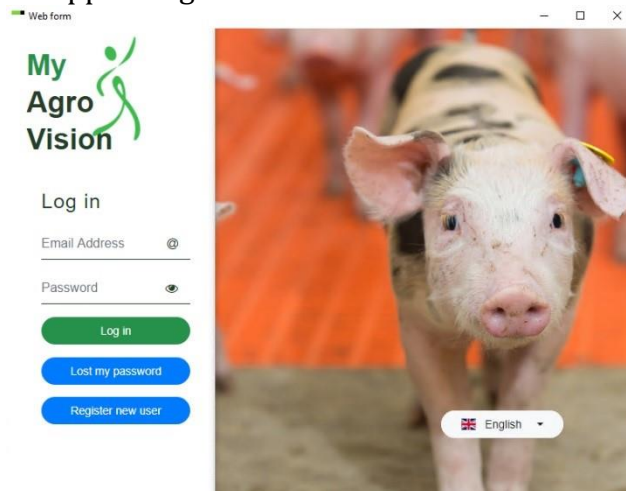 Web form
My
Agro
Vision
Log in
Email Address @
Password
Log in
Lost my password
Register new user
English